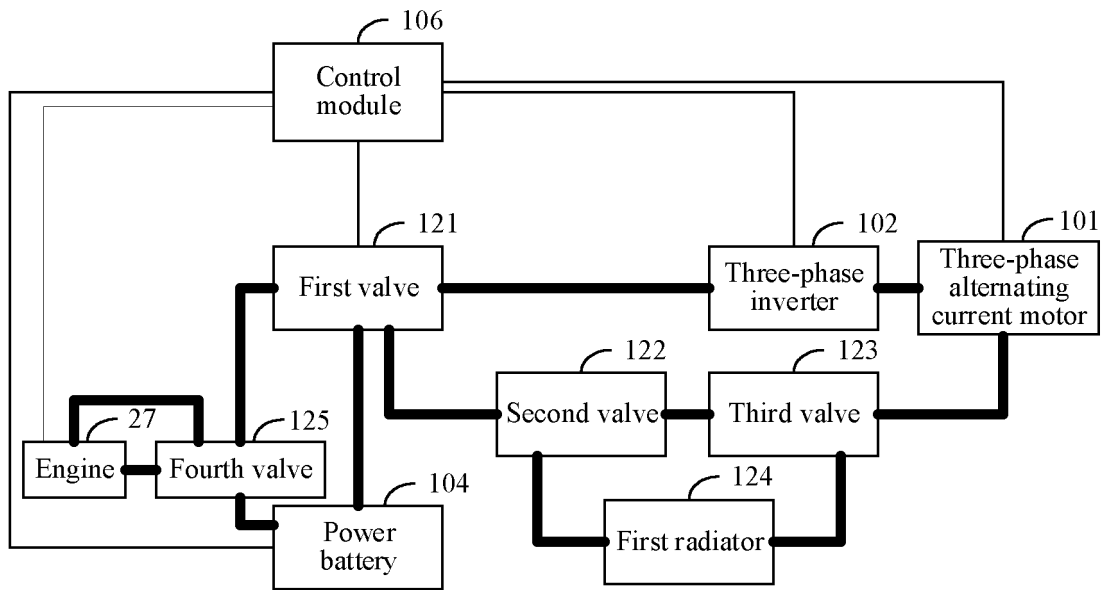 106
Control
module
121
First valve
102
Three-phase
inverter
101
Three-phase
alternating
current motor
122
Second valve
123
Third valve
27
Engine
125
Fourth valve
104
Power
battery
124
First radiator